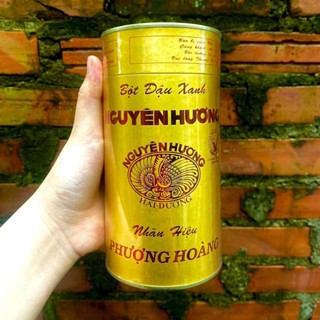 Bột Đậu Xanh
NGUYÊN HƯƠNG
NGUYÊN HƯƠNG
HẢI-DƯƠNG
Nhãn Hiệu
PHƯỢNG HOÀNG